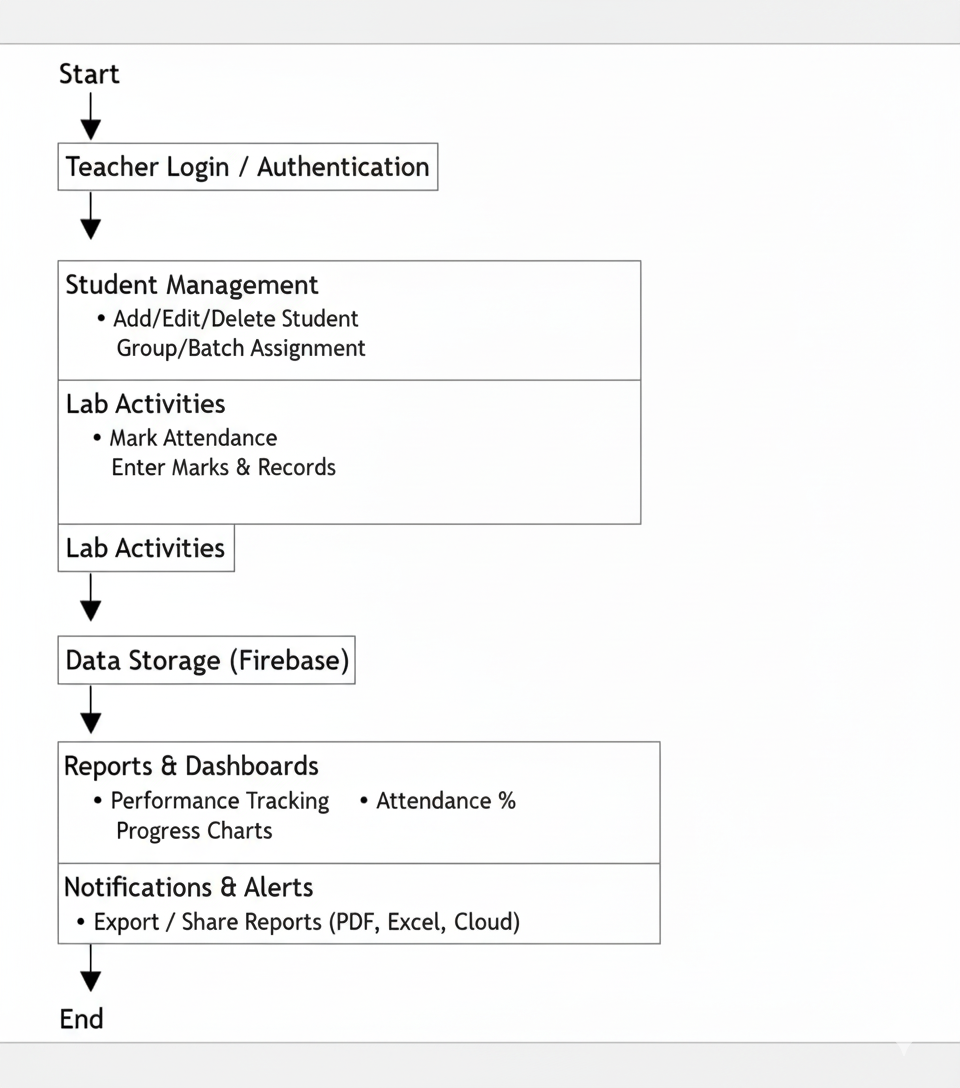 Start
Teacher Login / Authentication
Student Management
• Add/Edit/Delete Student
Group/Batch Assignment
Lab Activities
• Mark Attendance
Enter Marks & Records
Lab Activities
Data Storage (Firebase)
Reports & Dashboards
• Performance Tracking • Attendance %
Progress Charts
Notifications & Alerts
• Export / Share Reports (PDF, Excel, Cloud)
End